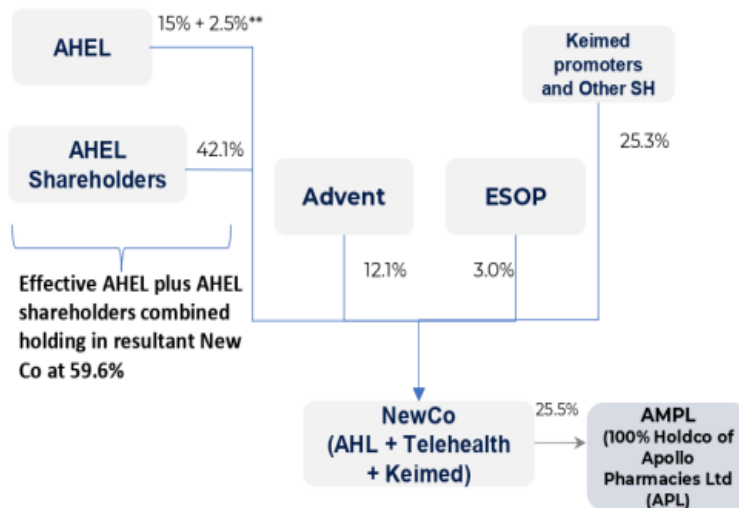 AHEL
15% + 2.5%**
Keimed
promoters
and Other SH
AHEL
Shareholders
42.1%
25.3%
Advent
ESOP
Effective AHEL plus AHEL
shareholders combined
holding in resultant New
Co at 59.6%
12.1%
3.0%
NewCo
(AHL + Telehealth
+ Keimed)
25.5%
AMPL
(100% Holdco of
Apollo
Pharmacies Ltd
(APL)